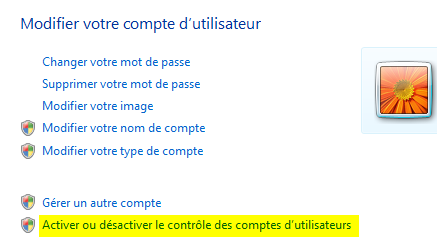 Modifier votre compte d’utilisateur
Changer votre mot de passe
Supprimer votre mot de passe
Modifier votre image
Modifier votre nom de compte
Modifier votre type de compte
Gérer un autre compte
Activer ou désactiver le contrôle des comptes d’utilisateurs